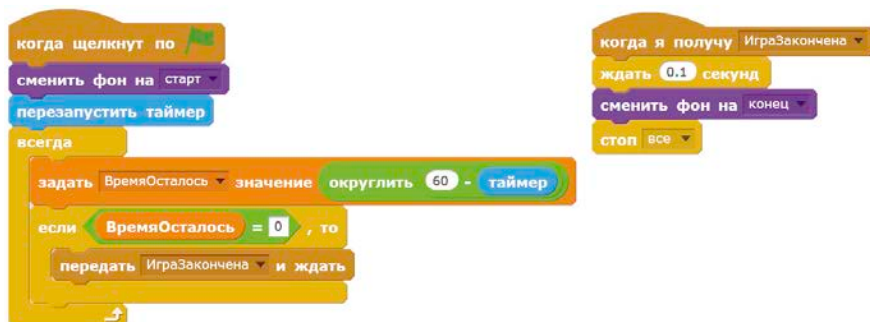 когда щелкнут по
сменить фон на старт
перезапустить таймер
всегда
задать ВремяОсталось значение округлить 60 - таймер
если ВремяОсталось = 0 , то
передать ИграЗакончена и ждать
когда я получу ИграЗакончена
ждать 0.1 секунд
сменить фон на конец
стоп все